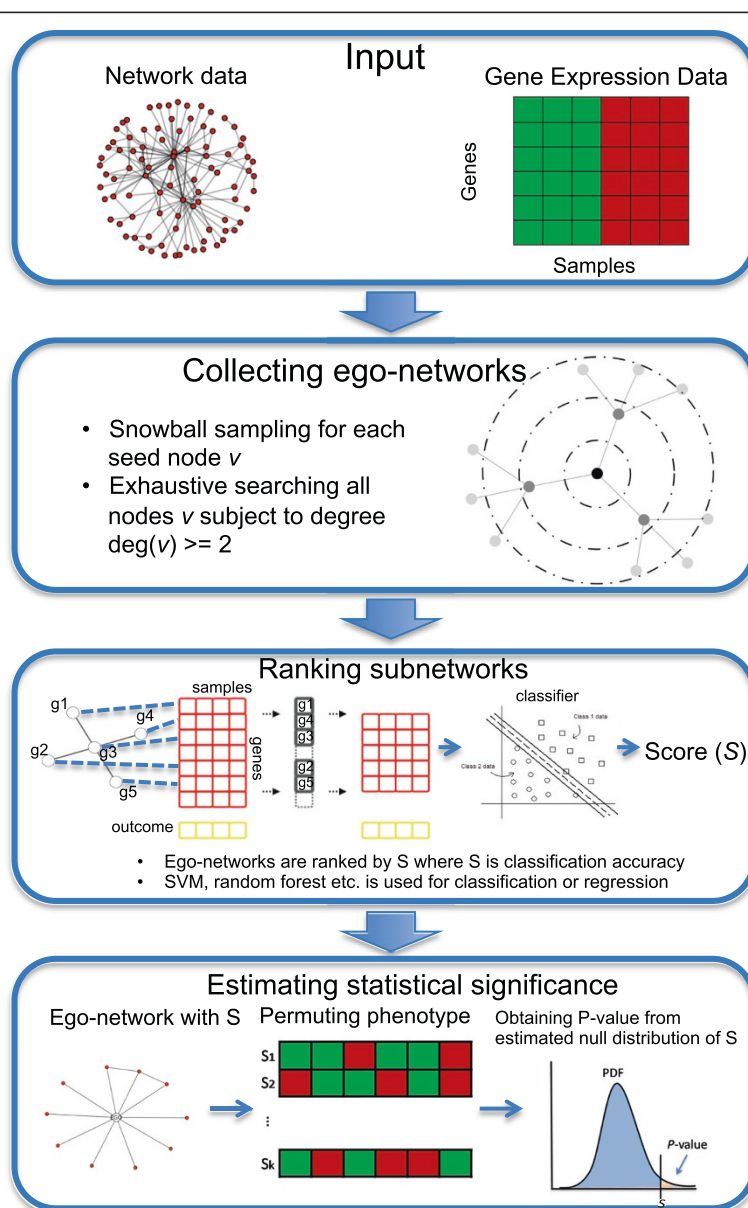 Input
Network data
Gene Expression Data
Genes
Samples
Collecting ego-networks
• Snowball sampling for each
seed node v
• Exhaustive searching all
nodes v subject to degree
deg(v) >= 2
Ranking subnetworks
g1
g2
g3
g4
g5
samples
genes
outcome
g1
g4
g3
g2
g5
classifier
Class 1 data
Class 2 data
Score (S)
• Ego-networks are ranked by S where S is classification accuracy
• SVM, random forest etc. is used for classification or regression
Estimating statistical significance
Ego-network with S
EGO
Permuting phenotype
S1
S2
⋮
Sk
Obtaining P-value from
estimated null distribution of S
PDF
P-value
s